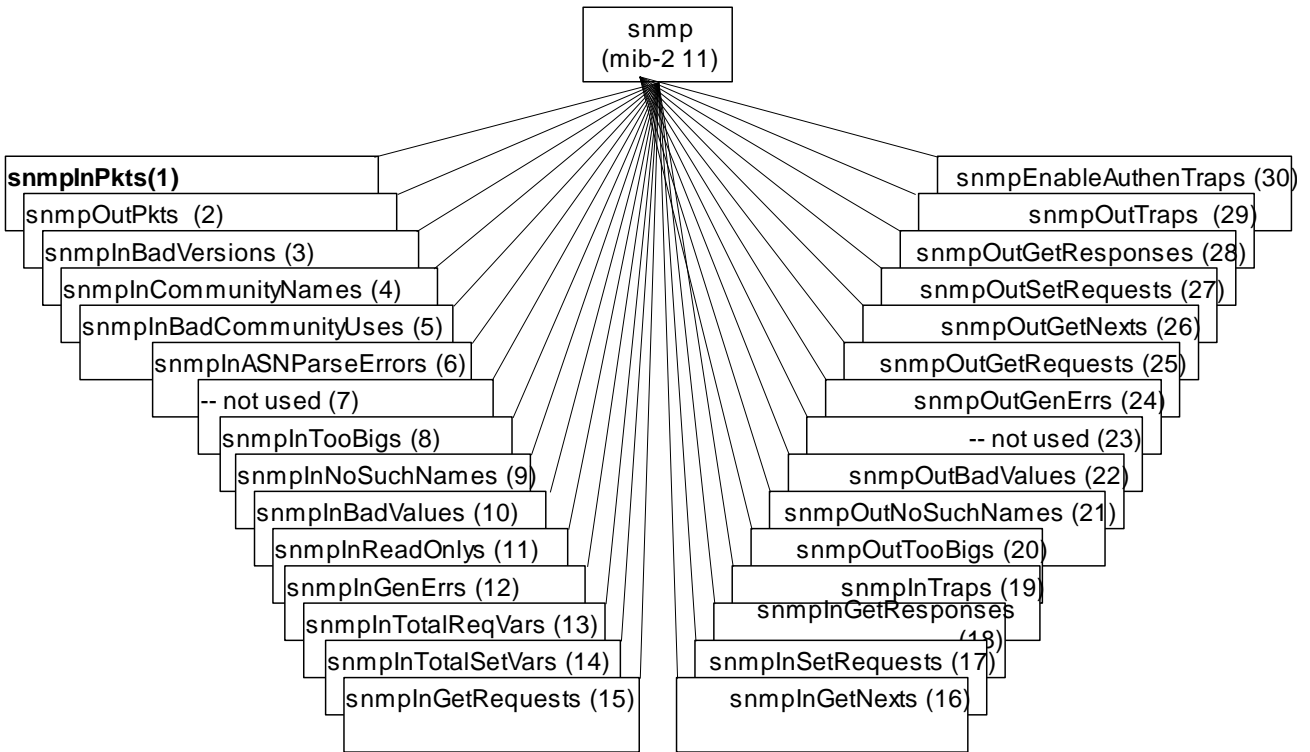 snmp
(mib-2 11)
snmpInPkts(1)
snmpOutPkts (2)
snmpInBadVersions (3)
snmpInCommunityNames (4)
snmpInBadCommunityUses (5)
snmpInASNParseErrors (6)
-- not used (7)
snmpInTooBigs (8)
snmpInNoSuchNames (9)
snmpInBadValues (10)
snmpInReadOnlys (11)
snmpInGenErrs (12)
snmpInTotalReqVars (13)
snmpInTotalSetVars (14)
snmpInGetRequests (15)
snmpEnableAuthenTraps (30)
snmpOutTraps (29)
snmpOutGetResponses (28)
snmpOutSetRequests (27)
snmpOutGetNexts (26)
snmpOutGetRequests (25)
snmpOutGenErrs (24)
-- not used (23)
snmpOutBadValues (22)
snmpOutNoSuchNames (21)
snmpOutTooBigs (20)
snmpInTraps (19)
snmpInGetResponses
(18)
snmpInSetRequests (17)
snmpInGetNexts (16)